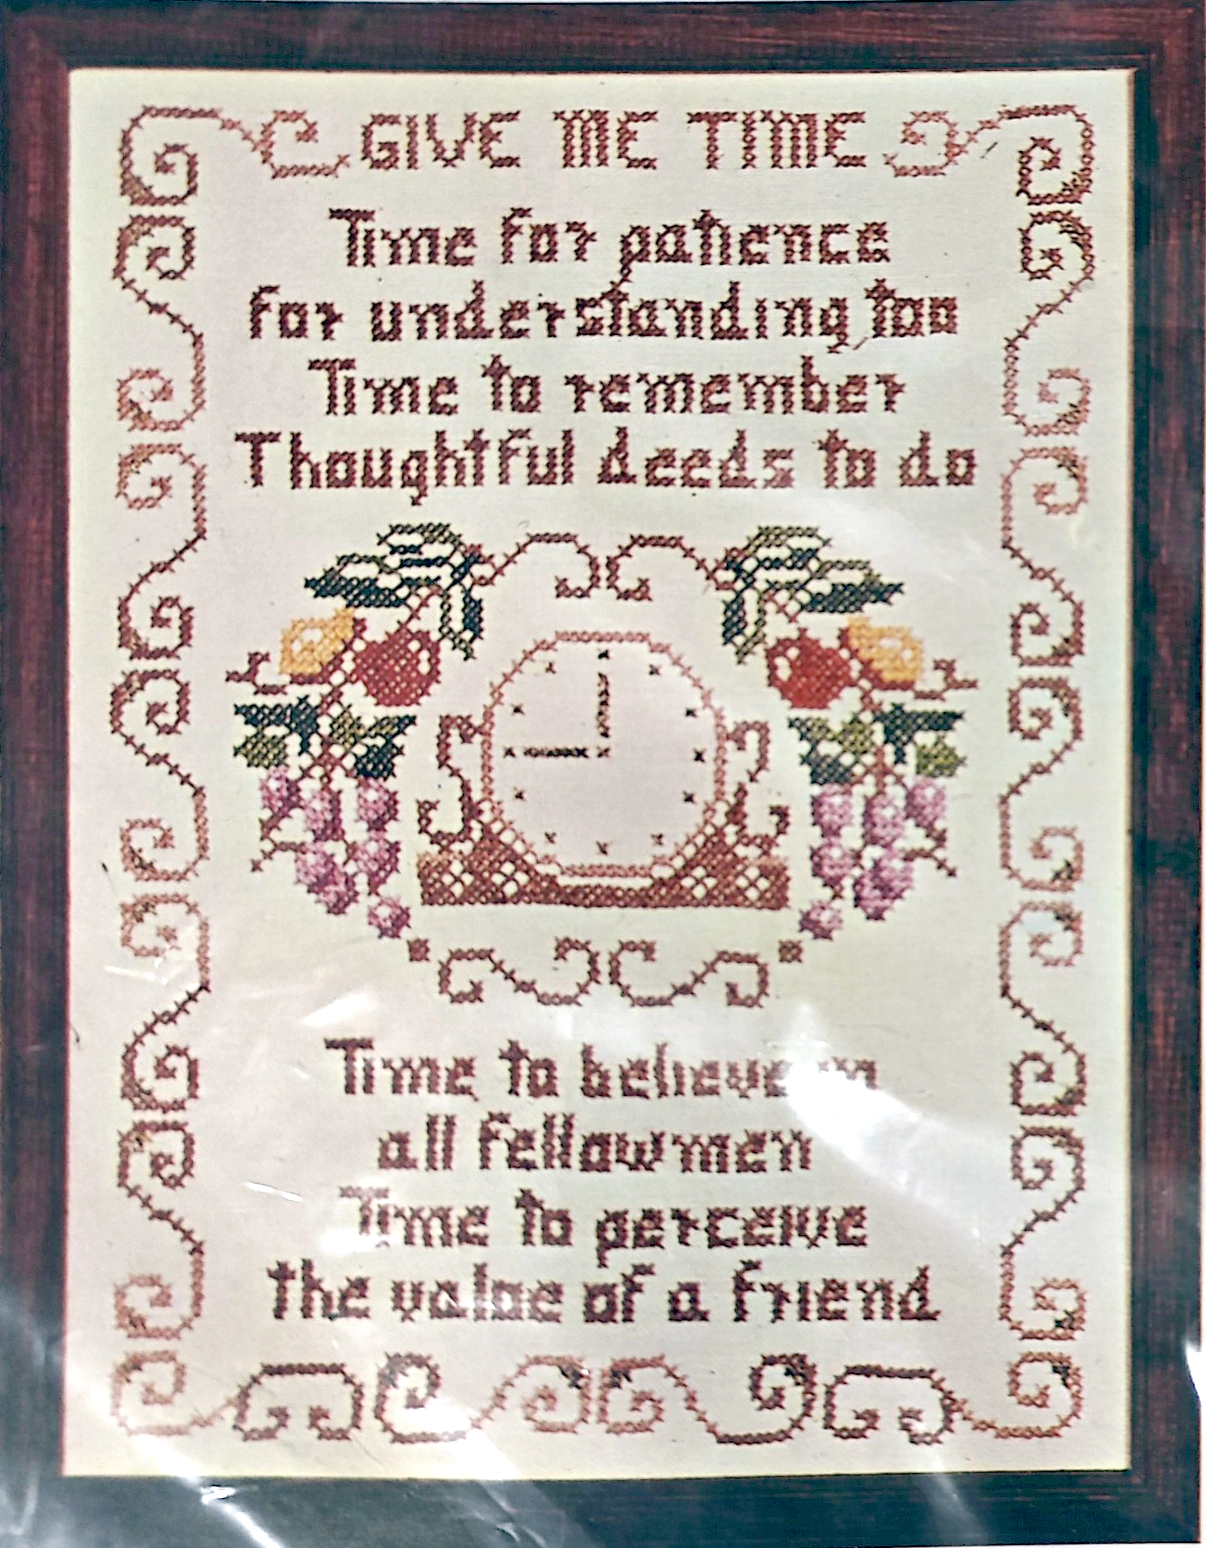 GIVE ME TIME
Time for patience
for understanding too
Time to remember
Thoughtful deeds to do
Time to believe in
all fellowmen
Time to perceive
the value of a friend